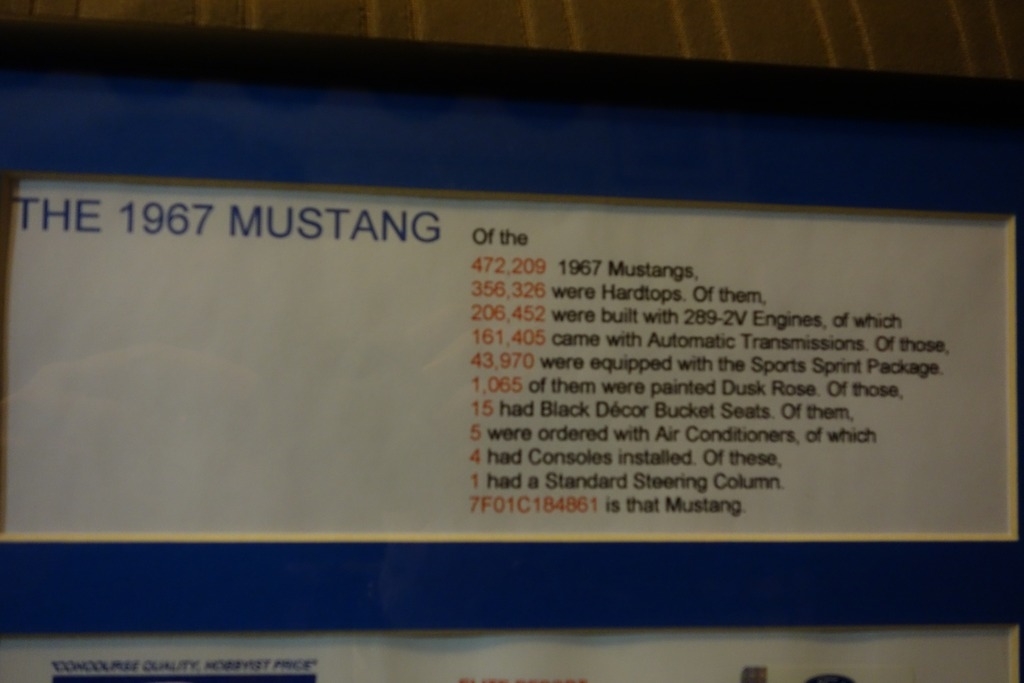 THE 1967 MUSTANG
Of the
472,209 1967 Mustangs,
356,326 were Hardtops. Of them,
206,452 were built with 289-2V Engines, of which
161,405 came with Automatic Transmissions. Of those,
43,970 were equipped with the Sports Sprint Package.
1,065 of them were painted Dusk Rose. Of those,
15 had Black Décor Bucket Seats. Of them,
5 were ordered with Air Conditioners, of which
4 had Consoles installed. Of these,
1 had a Standard Steering Column.
7F01C184861 is that Mustang.
"CONCOURSE QUALITY, HOBBYIST PRICE"